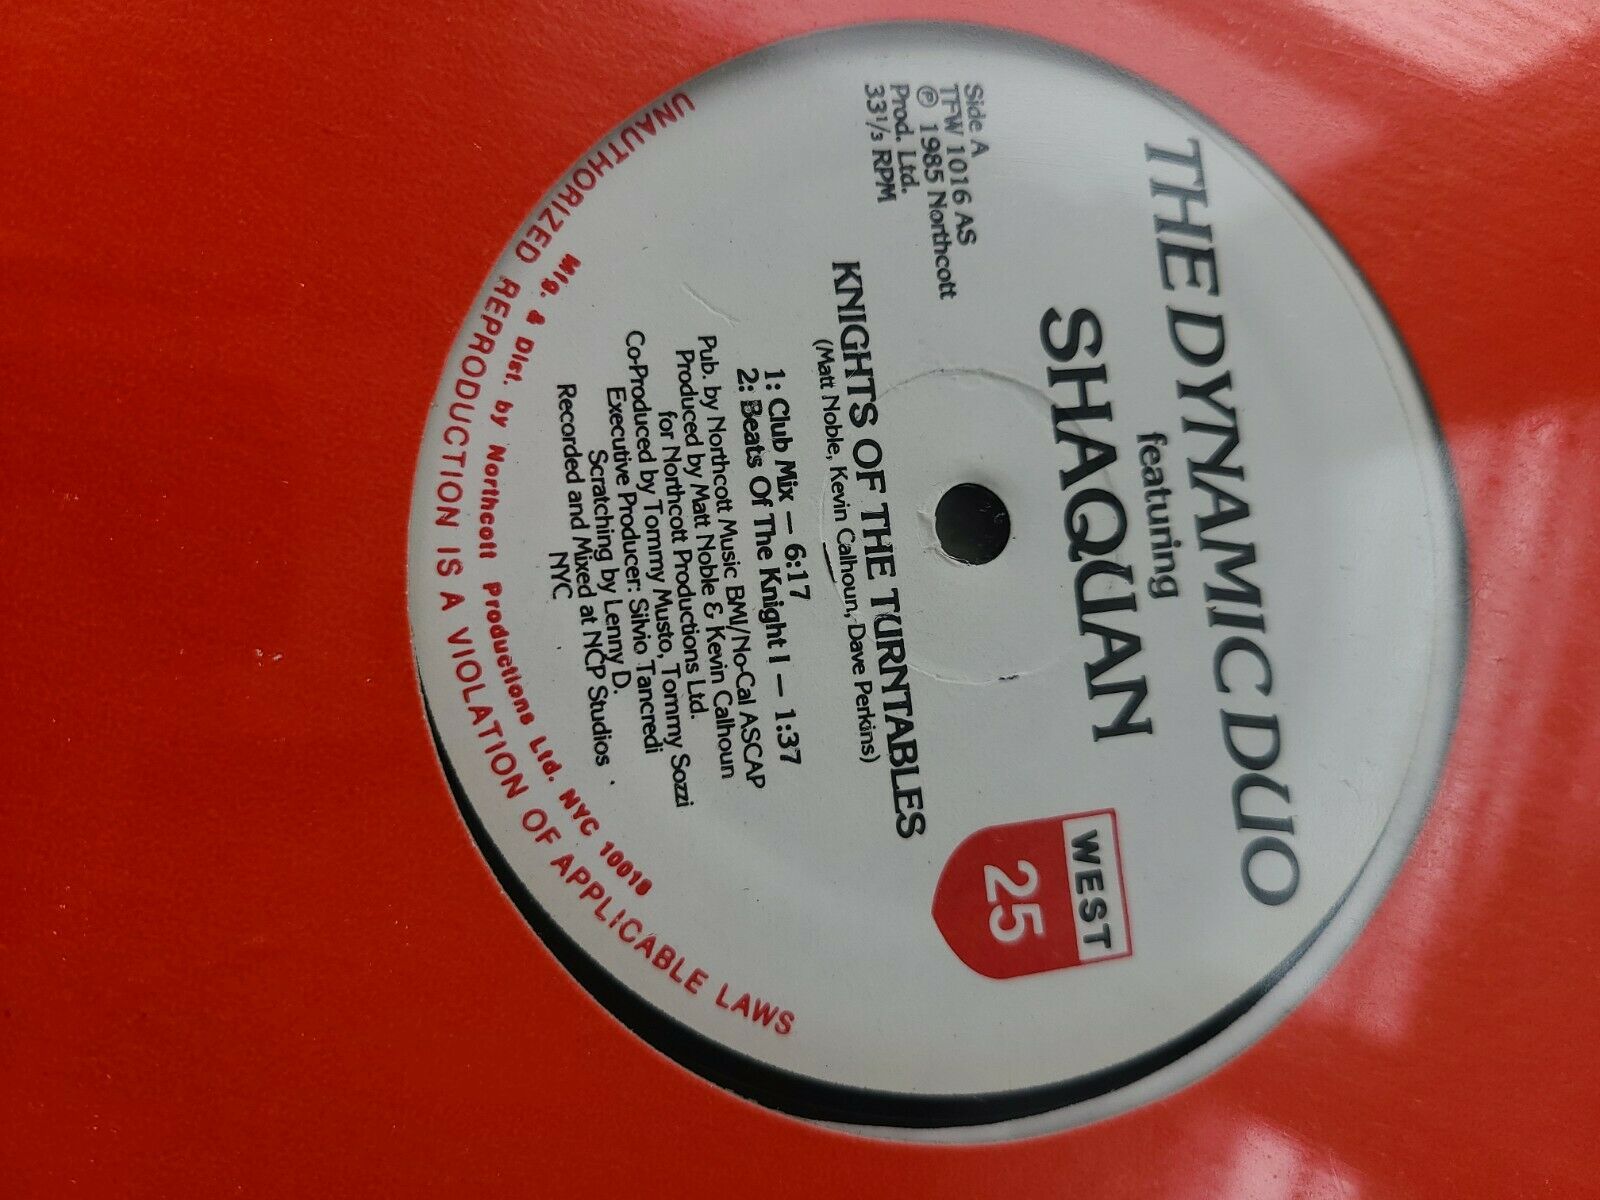 THE DYNAMIC DUO
featuring
SHAQUAN
WEST
25
Side A
TFW 1016 AS
℗ 1985 Northcott
Prod. Ltd.
33 1/3 RPM
KNIGHTS OF THE TURNTABLES
(Matt Noble, Kevin Calhoun, Dave Perkins)
1: Club Mix — 6:17
2: Beats Of The Knight I — 1:37
Pub. by Northcott Music BMI/No-Cal ASCAP
Produced by Matt Noble & Kevin Calhoun
for Northcott Productions Ltd.
Co-Produced by Tommy Musto, Tommy Sozzi
Executive Producer: Silvio Tancredi
Scratching by Lenny D.
Recorded and Mixed at NCP Studios
NYC
Mfg. & Dist. by Northcott Productions Ltd. NYC 10018
UNAUTHORIZED REPRODUCTION IS A VIOLATION OF APPLICABLE LAWS